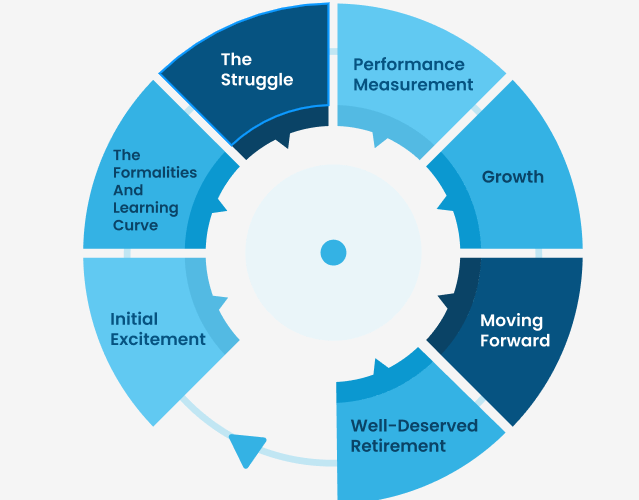 The
Struggle
Performance
Measurement
The
Formalities
And
Learning
Curve
Growth
Initial
Excitement
Moving
Forward
Well-Deserved
Retirement